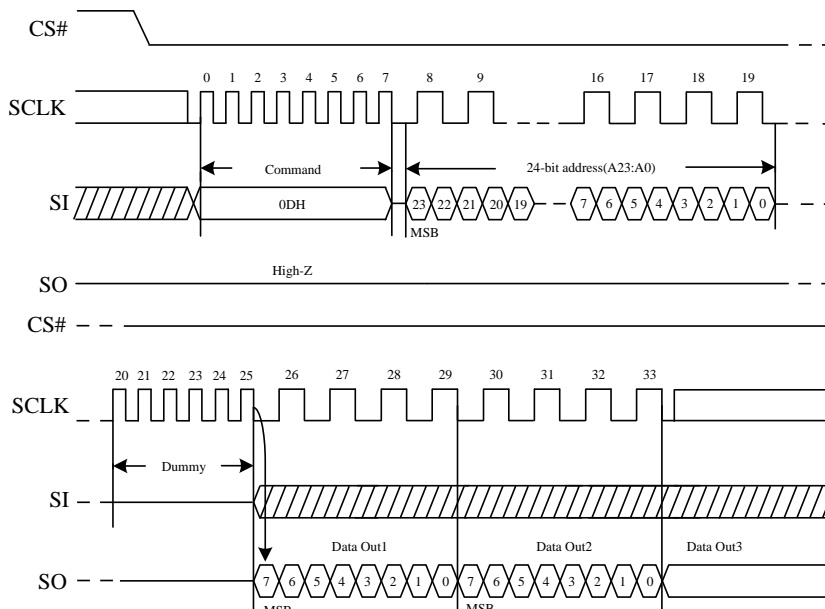 CS#
0 1 2 3 4 5 6 7 8 9 16 17 18 19
SCLK
Command 24-bit address(A23:A0)
SI 0DH 23 22 21 20 19 7 6 5 4 3 2 1 0
MSB
High-Z
SO
CS#
20 21 22 23 24 25 26 27 28 29 30 31 32 33
SCLK
Dummy
SI
Data Out1 Data Out2 Data Out3
SO 7 6 5 4 3 2 1 0 7 6 5 4 3 2 1 0
MSB MSB